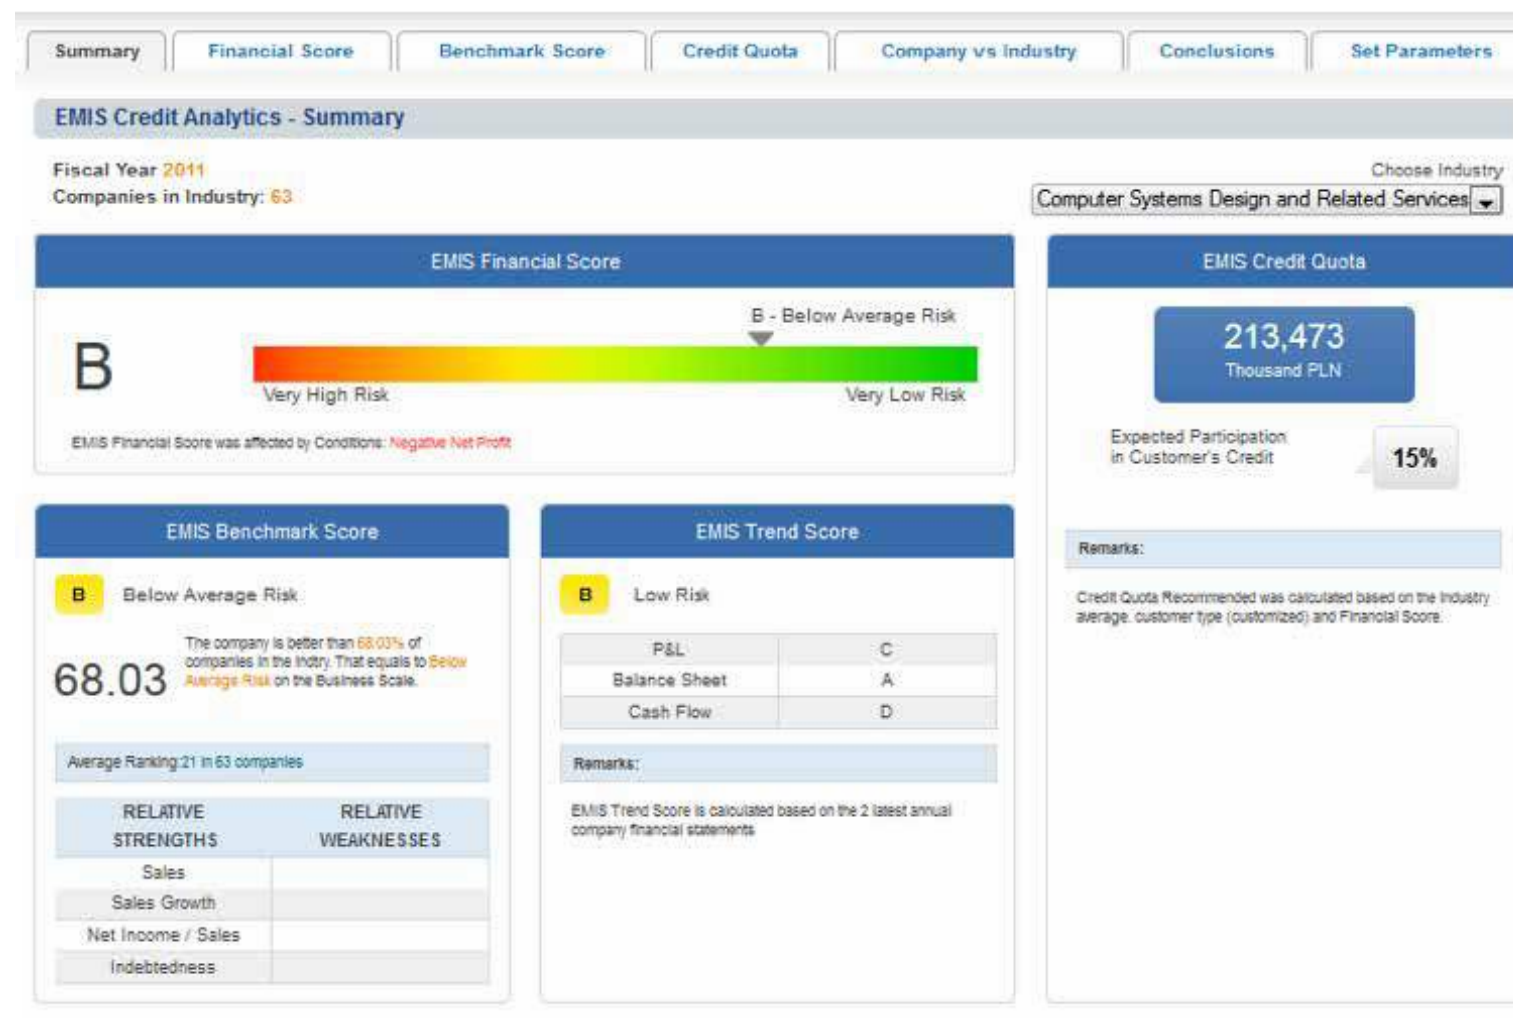 Summary Financial Score Benchmark Score Credit Quota Company vs Industry Conclusions Set Parameters
EMIS Credit Analytics - Summary
Fiscal Year 2011
Companies in Industry: 63
Choose Industry
Computer Systems Design and Related Services
EMIS Financial Score
B - Below Average Risk
B
Very High Risk Very Low Risk
EMIS Financial Score was affected by Conditions: Negative Net Profit
EMIS Credit Quota
213,473
Thousand PLN
Expected Participation
in Customer's Credit
15%
Remarks:
Credit Quota Recommended was calculated based on the Industry
average, customer type (customized) and Financial Score.
EMIS Benchmark Score
B Below Average Risk
68.03
The company is better than 68.03% of
companies in the indtry. That equals to Below
Average Risk on the Business Scale.
Average Ranking:21 in 63 companies
RELATIVE STRENGTHS RELATIVE WEAKNESSES
Sales
Sales Growth
Net Income / Sales
Indebtedness
EMIS Trend Score
B Low Risk
P&L C
Balance Sheet A
Cash Flow D
Remarks:
EMIS Trend Score is calculated based on the 2 latest annual
company financial statements